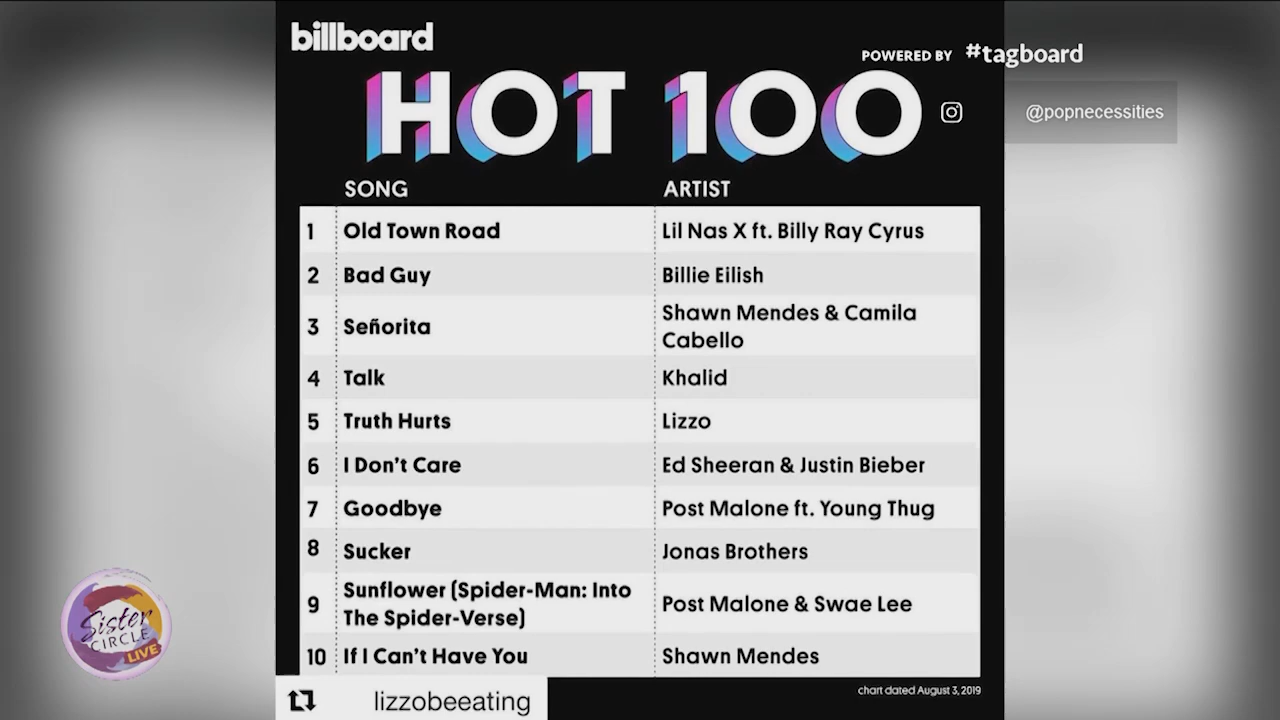 billboard
POWERED BY #tagboard
HOT 100
@popnecessities
SONG ARTIST
1 Old Town Road Lil Nas X ft. Billy Ray Cyrus
2 Bad Guy Billie Eilish
3 Señorita Shawn Mendes & Camila
Cabello
4 Talk Khalid
5 Truth Hurts Lizzo
6 I Don't Care Ed Sheeran & Justin Bieber
7 Goodbye Post Malone ft. Young Thug
8 Sucker Jonas Brothers
9 Sunflower (Spider-Man: Into
The Spider-Verse) Post Malone & Swae Lee
10 If I Can't Have You Shawn Mendes
Sister
CIRCLE
LIVE
lizzobeeating
chart dated August 3, 2019